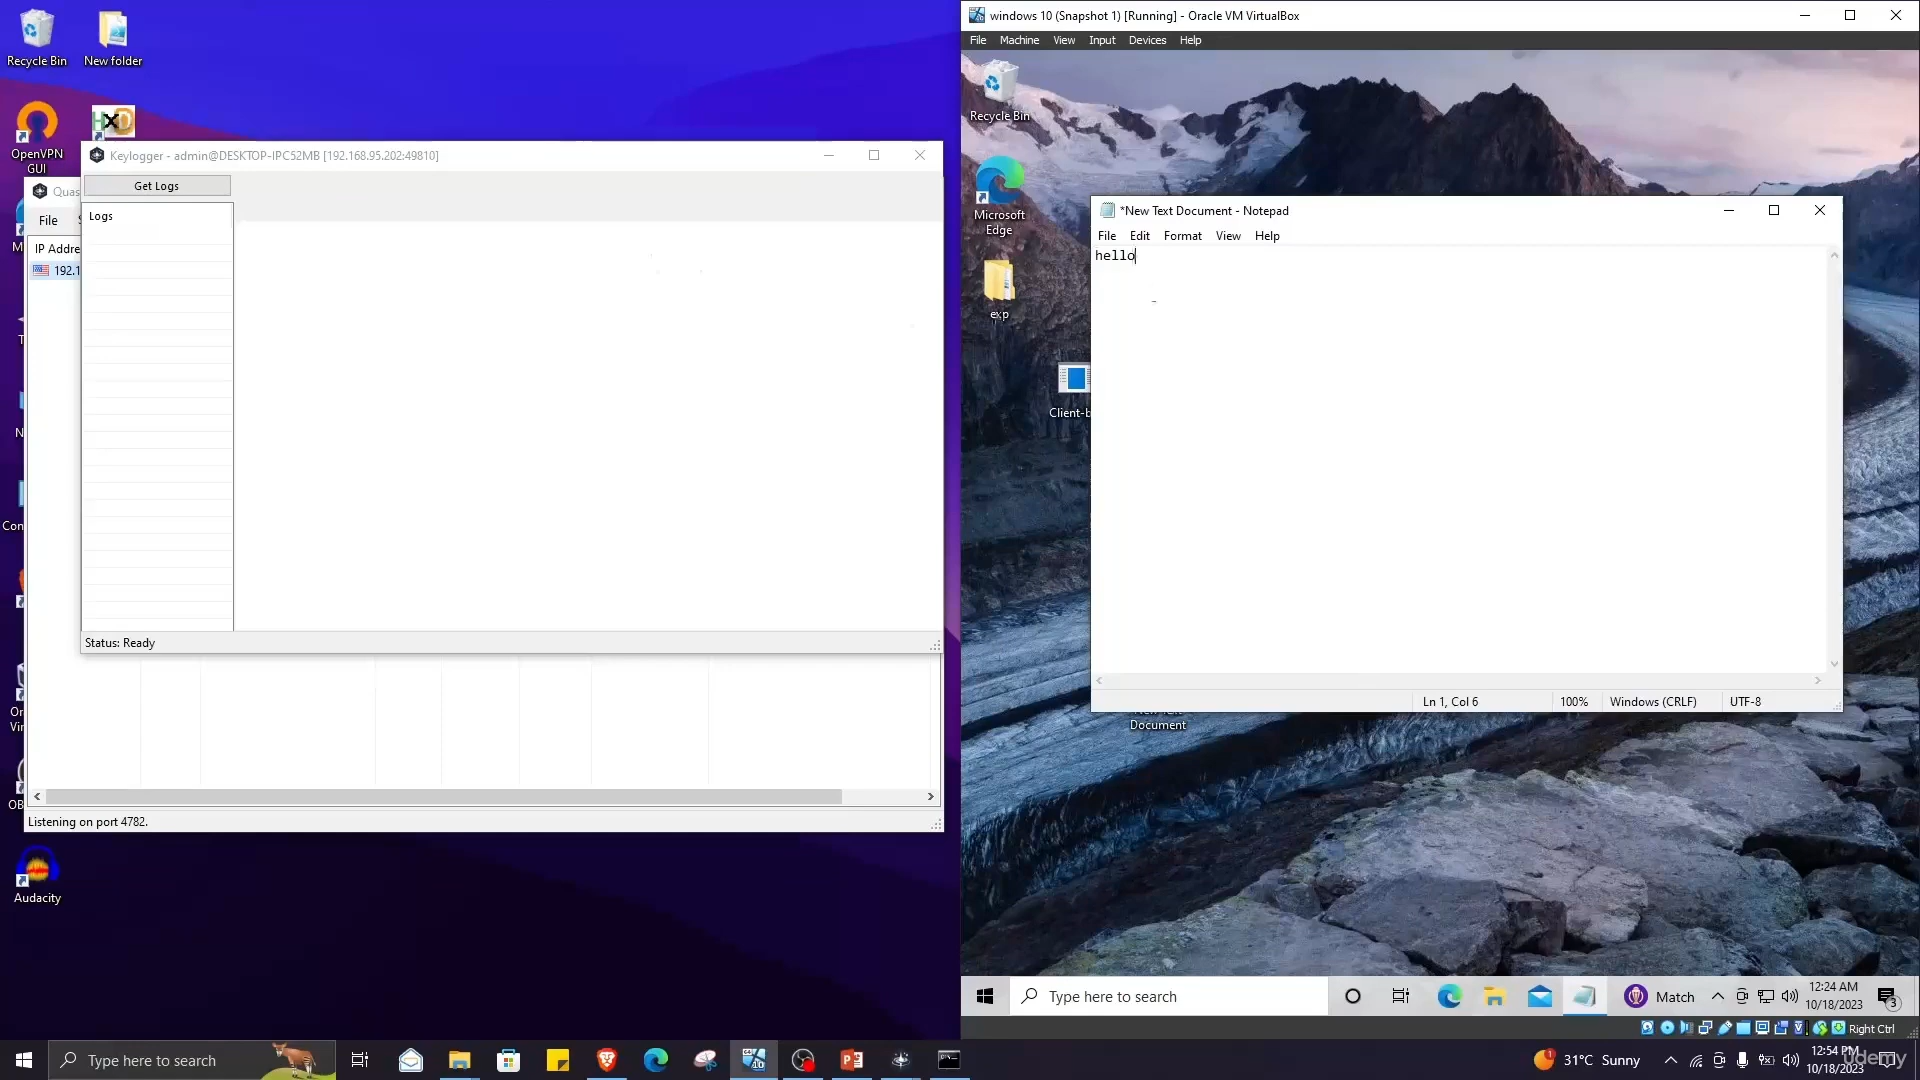 Recycle Bin
New folder
OpenVPN
GUI
Keylogger - admin@DESKTOP-IPC52MB [192.168.95.202:49810]
Get Logs
Logs
Quas
File
IP Addre
192.1
Con
Status: Ready
Listening on port 4782.
Audacity
Type here to search
31°C Sunny
12:54 PM
10/18/2023
windows 10 (Snapshot 1) [Running] - Oracle VM VirtualBox
File Machine View Input Devices Help
Recycle Bin
Microsoft
Edge
exp
Client-b
*New Text Document - Notepad
File Edit Format View Help
hello
Ln 1, Col 6
100%
Windows (CRLF)
UTF-8
Document
Type here to search
Match
12:24 AM
10/18/2023
3
Right Ctrl
udemy